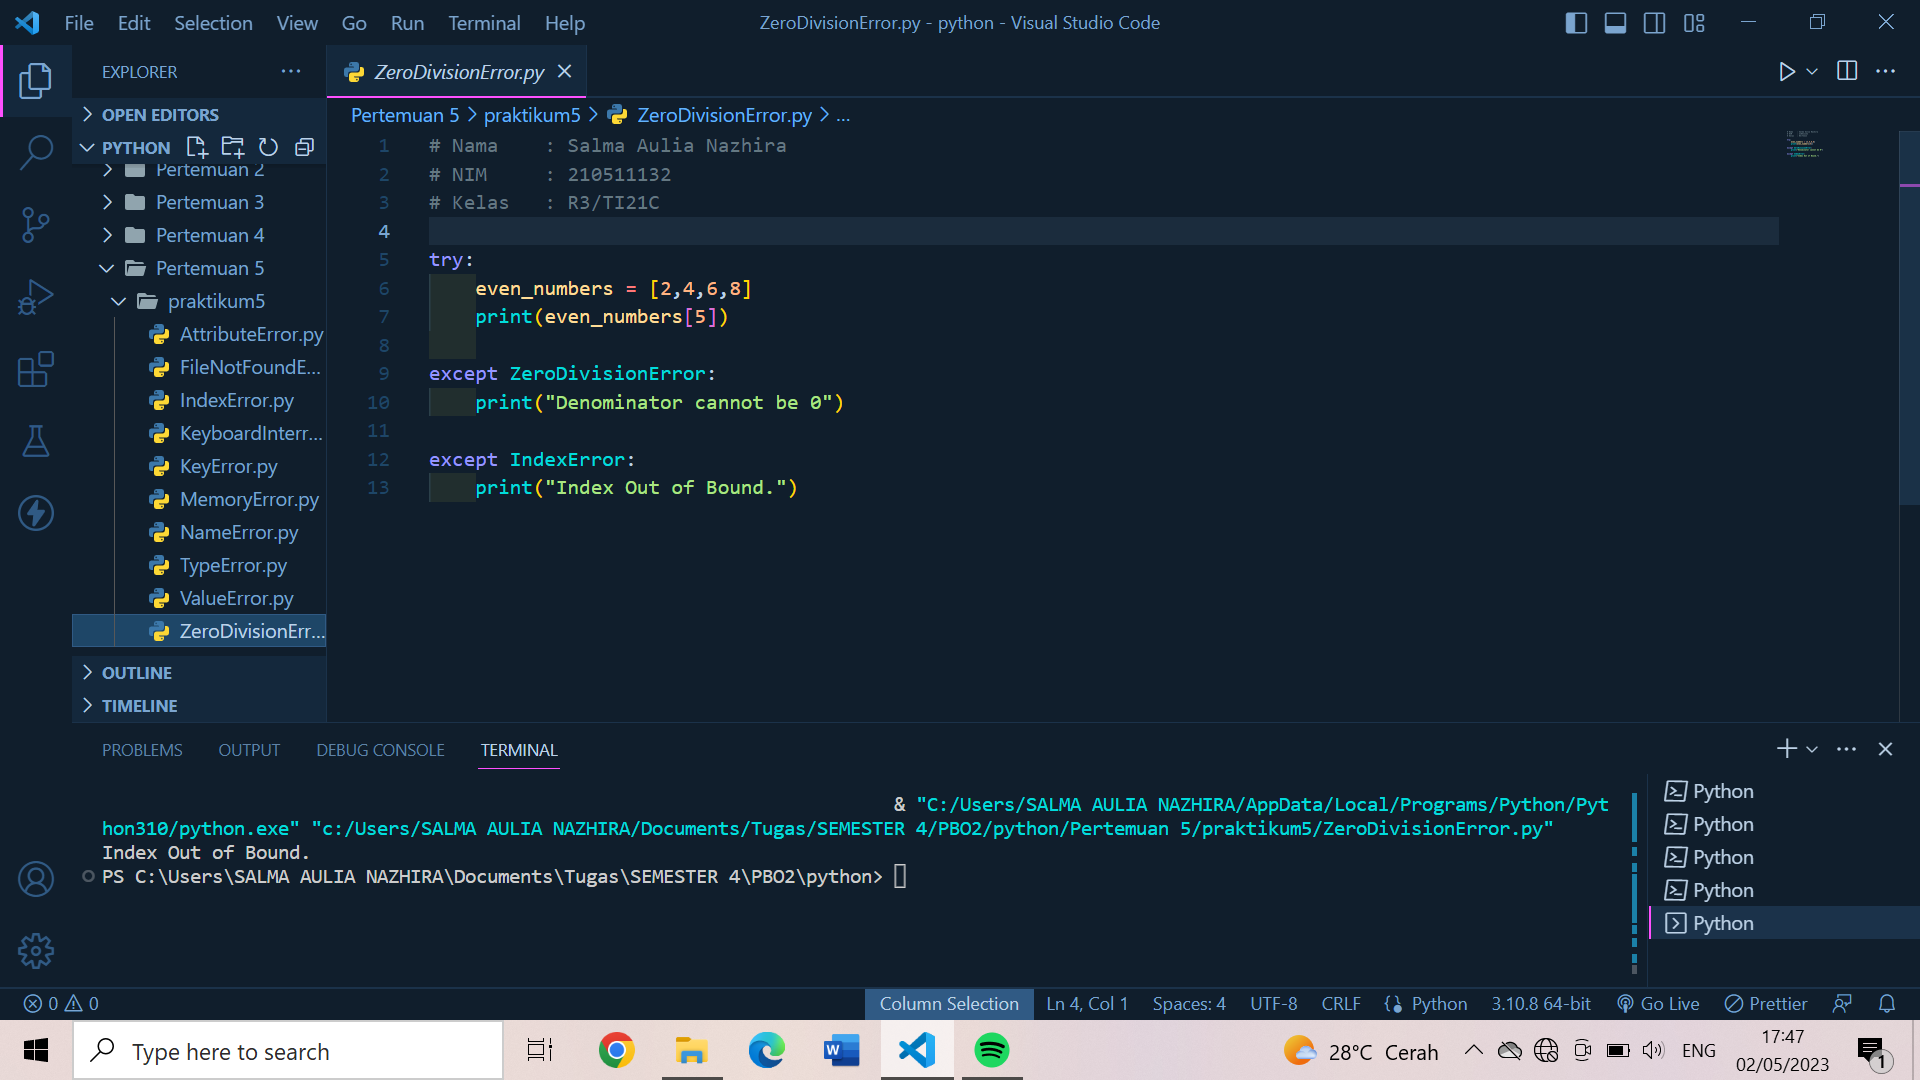 File Edit Selection View Go Run Terminal Help
ZeroDivisionError.py - python - Visual Studio Code
EXPLORER
OPEN EDITORS
PYTHON
Pertemuan 2
Pertemuan 3
Pertemuan 4
Pertemuan 5
praktikum5
AttributeError.py
FileNotFoundE...
IndexError.py
KeyboardInterr...
KeyError.py
MemoryError.py
NameError.py
TypeError.py
ValueError.py
ZeroDivisionErr...
OUTLINE
TIMELINE
ZeroDivisionError.py
Pertemuan 5 > praktikum5 > ZeroDivisionError.py > ...
1 # Nama    : Salma Aulia Nazhira
2 # NIM     : 210511132
3 # Kelas   : R3/TI21C
4
5 try:
6     even_numbers = [2,4,6,8]
7     print(even_numbers[5])
8
9 except ZeroDivisionError:
10     print("Denominator cannot be 0")
11
12 except IndexError:
13     print("Index Out of Bound.")
PROBLEMS OUTPUT DEBUG CONSOLE TERMINAL
& "C:/Users/SALMA AULIA NAZHIRA/AppData/Local/Programs/Python/Pyt
hon310/python.exe" "c:/Users/SALMA AULIA NAZHIRA/Documents/Tugas/SEMESTER 4/PBO2/python/Pertemuan 5/praktikum5/ZeroDivisionError.py"
Index Out of Bound.
PS C:\Users\SALMA AULIA NAZHIRA\Documents\Tugas\SEMESTER 4\PBO2\python>
Python
Python
Python
Python
Python
0 0
Column Selection Ln 4, Col 1 Spaces: 4 UTF-8 CRLF Python 3.10.8 64-bit Go Live Prettier
Type here to search
28°C Cerah
ENG
17:47
02/05/2023
1